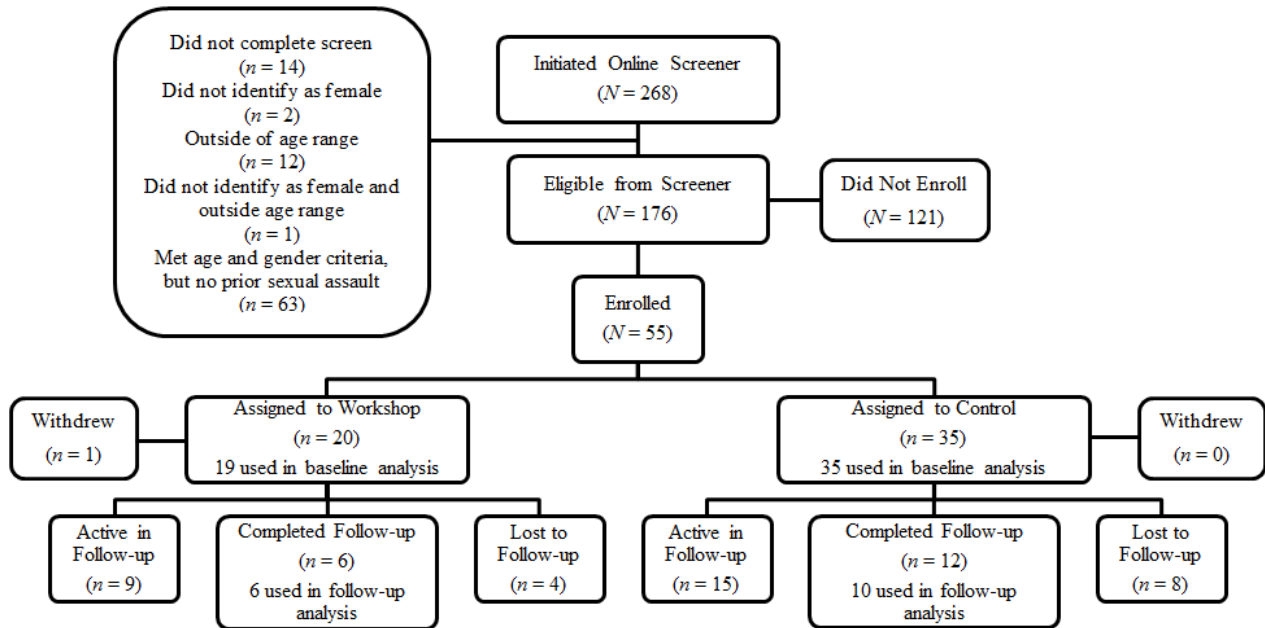 Did not complete screen
(n = 14)
Did not identify as female
(n = 2)
Outside of age range
(n = 12)
Did not identify as female and
outside age range
(n = 1)
Met age and gender criteria,
but no prior sexual assault
(n = 63)
Initiated Online Screener
(N = 268)
Eligible from Screener
(N = 176)
Did Not Enroll
(N = 121)
Enrolled
(N = 55)
Withdrew
(n = 1)
Assigned to Workshop
(n = 20)
19 used in baseline analysis
Assigned to Control
(n = 35)
35 used in baseline analysis
Withdrew
(n = 0)
Active in
Follow-up
(n = 9)
Completed Follow-up
(n = 6)
6 used in follow-up
analysis
Lost to
Follow-up
(n = 4)
Active in
Follow-up
(n = 15)
Completed Follow-up
(n = 12)
10 used in follow-up
analysis
Lost to
Follow-up
(n = 8)